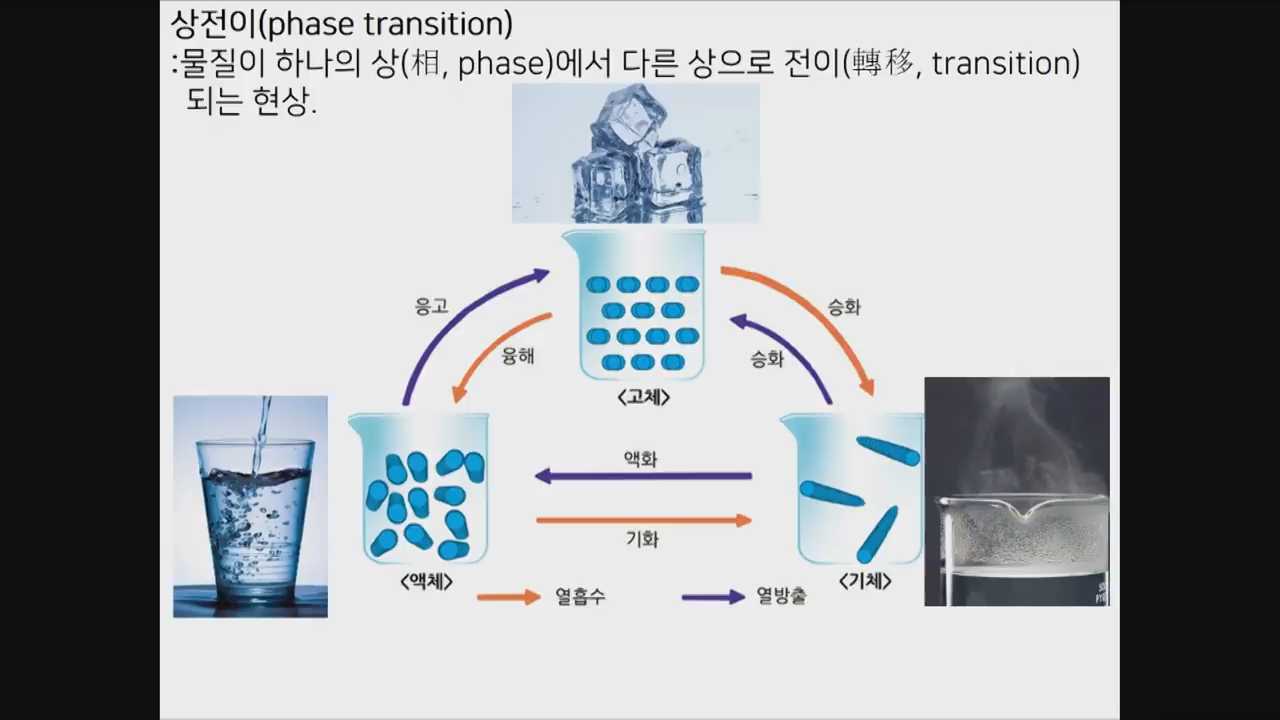 상전이(phase transition)
:물질이 하나의 상(相, phase)에서 다른 상으로 전이(轉移, transition)
되는 현상.
응고
융해
승화
승화
<고체>
액화
기화
<액체>
<기체>
열흡수
열방출